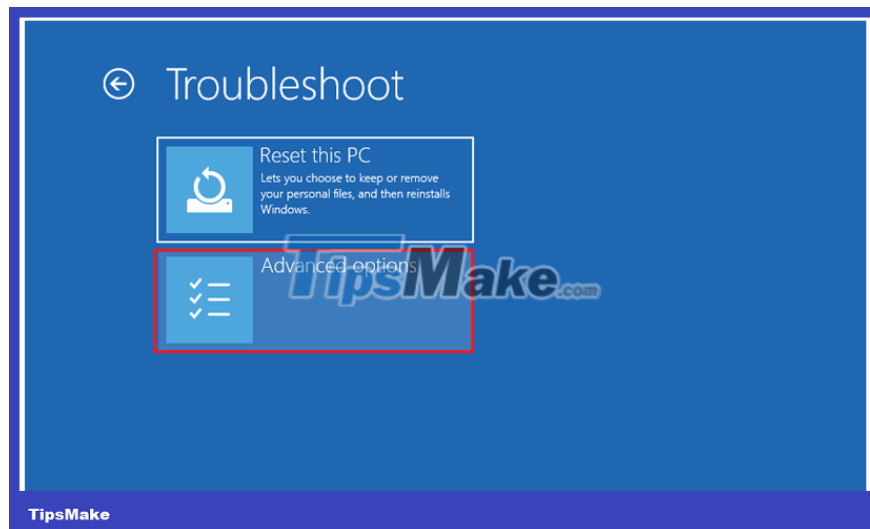 Troubleshoot
Reset this PC
Lets you choose to keep or remove
your personal files, and then reinstalls
Windows.
Advanced options
TipsMake.com
TipsMake